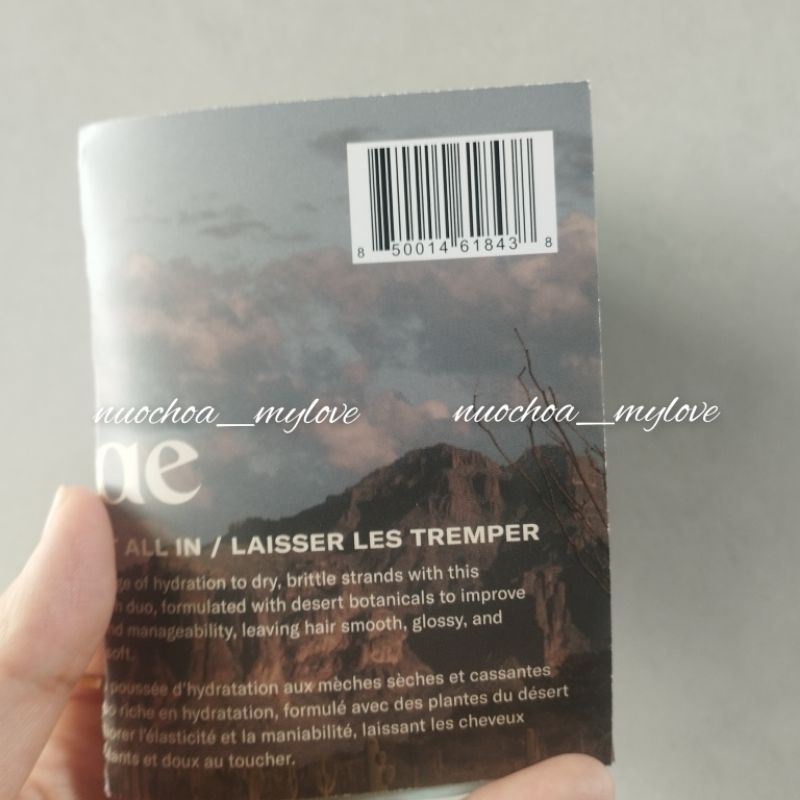 8 50014 61843 8
nuochoa__mylove nuochoa__mylove
ae
ALL IN / LAISSER LES TREMPER
of hydration to dry, brittle strands with this
duo, formulated with desert botanicals to improve
manageability, leaving hair smooth, glossy, and
soft.
poussée d'hydratation aux mèches sèches et cassantes
riche en hydratation, formulé avec des plantes du désert
l'élasticité et la maniabilité, laissant les cheveux
et doux au toucher.